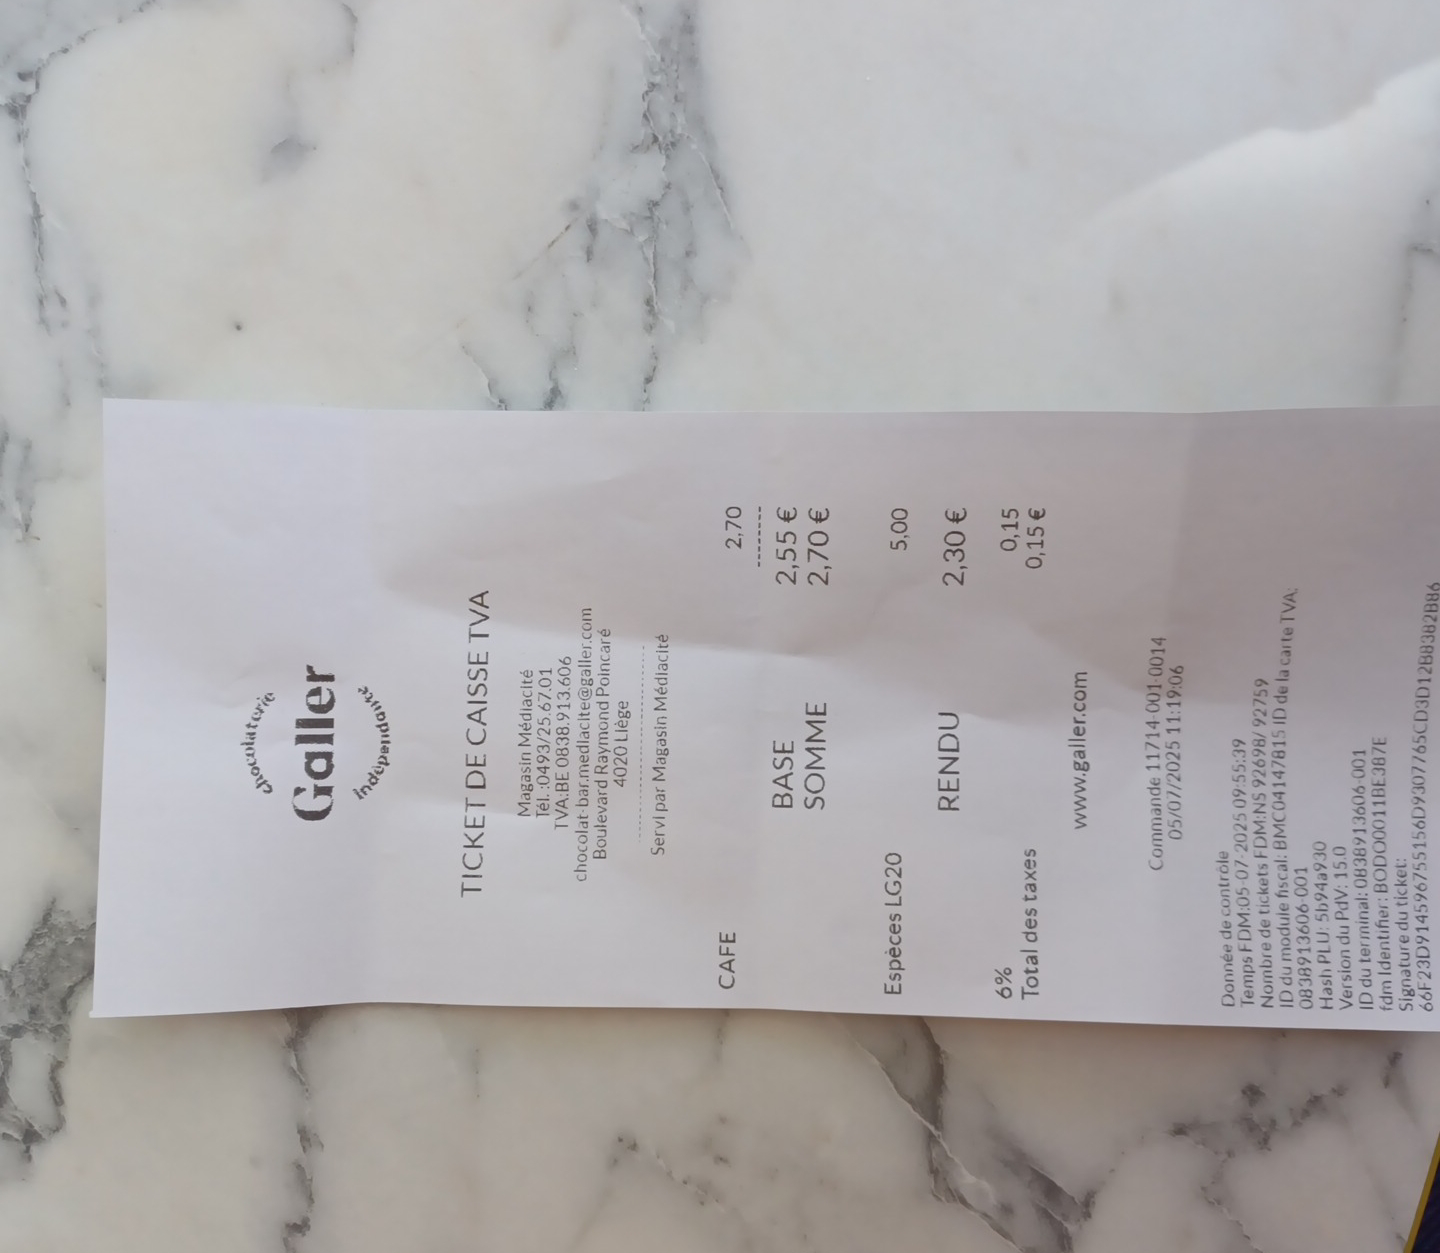 chocolaterie
Galler
indépendante
TICKET DE CAISSE TVA
Magasin Médiacité
Tél. :0493/25.67.01
TVA:BE 0838.913.606
chocolat-bar.mediacite@galler.com
Boulevard Raymond Poincaré
4020 Liège
Servi par Magasin Médiacité
CAFE 2,70
--------
BASE 2,55 €
SOMME 2,70 €
Espèces LG20 5,00
RENDU 2,30 €
6% 0,15
Total des taxes 0,15 €
www.galler.com
Commande 11714-001-0014
05/07/2025 11:19:06
Donnée de contrôle
Temps FDM:05-07-2025 09:55:39
Nombre de tickets FDM:NS 92698/ 92759
ID du module fiscal: BMC04147815 ID de la carte TVA:
0838913606-001
Hash PLU: 5b94a930
Version du PdV: 15.0
ID du terminal: 0838913606-001
fdm Identifier: BODO0011BE387E
Signature du ticket:
66F23D91459675515​6D9307765CD3D12B8382B86